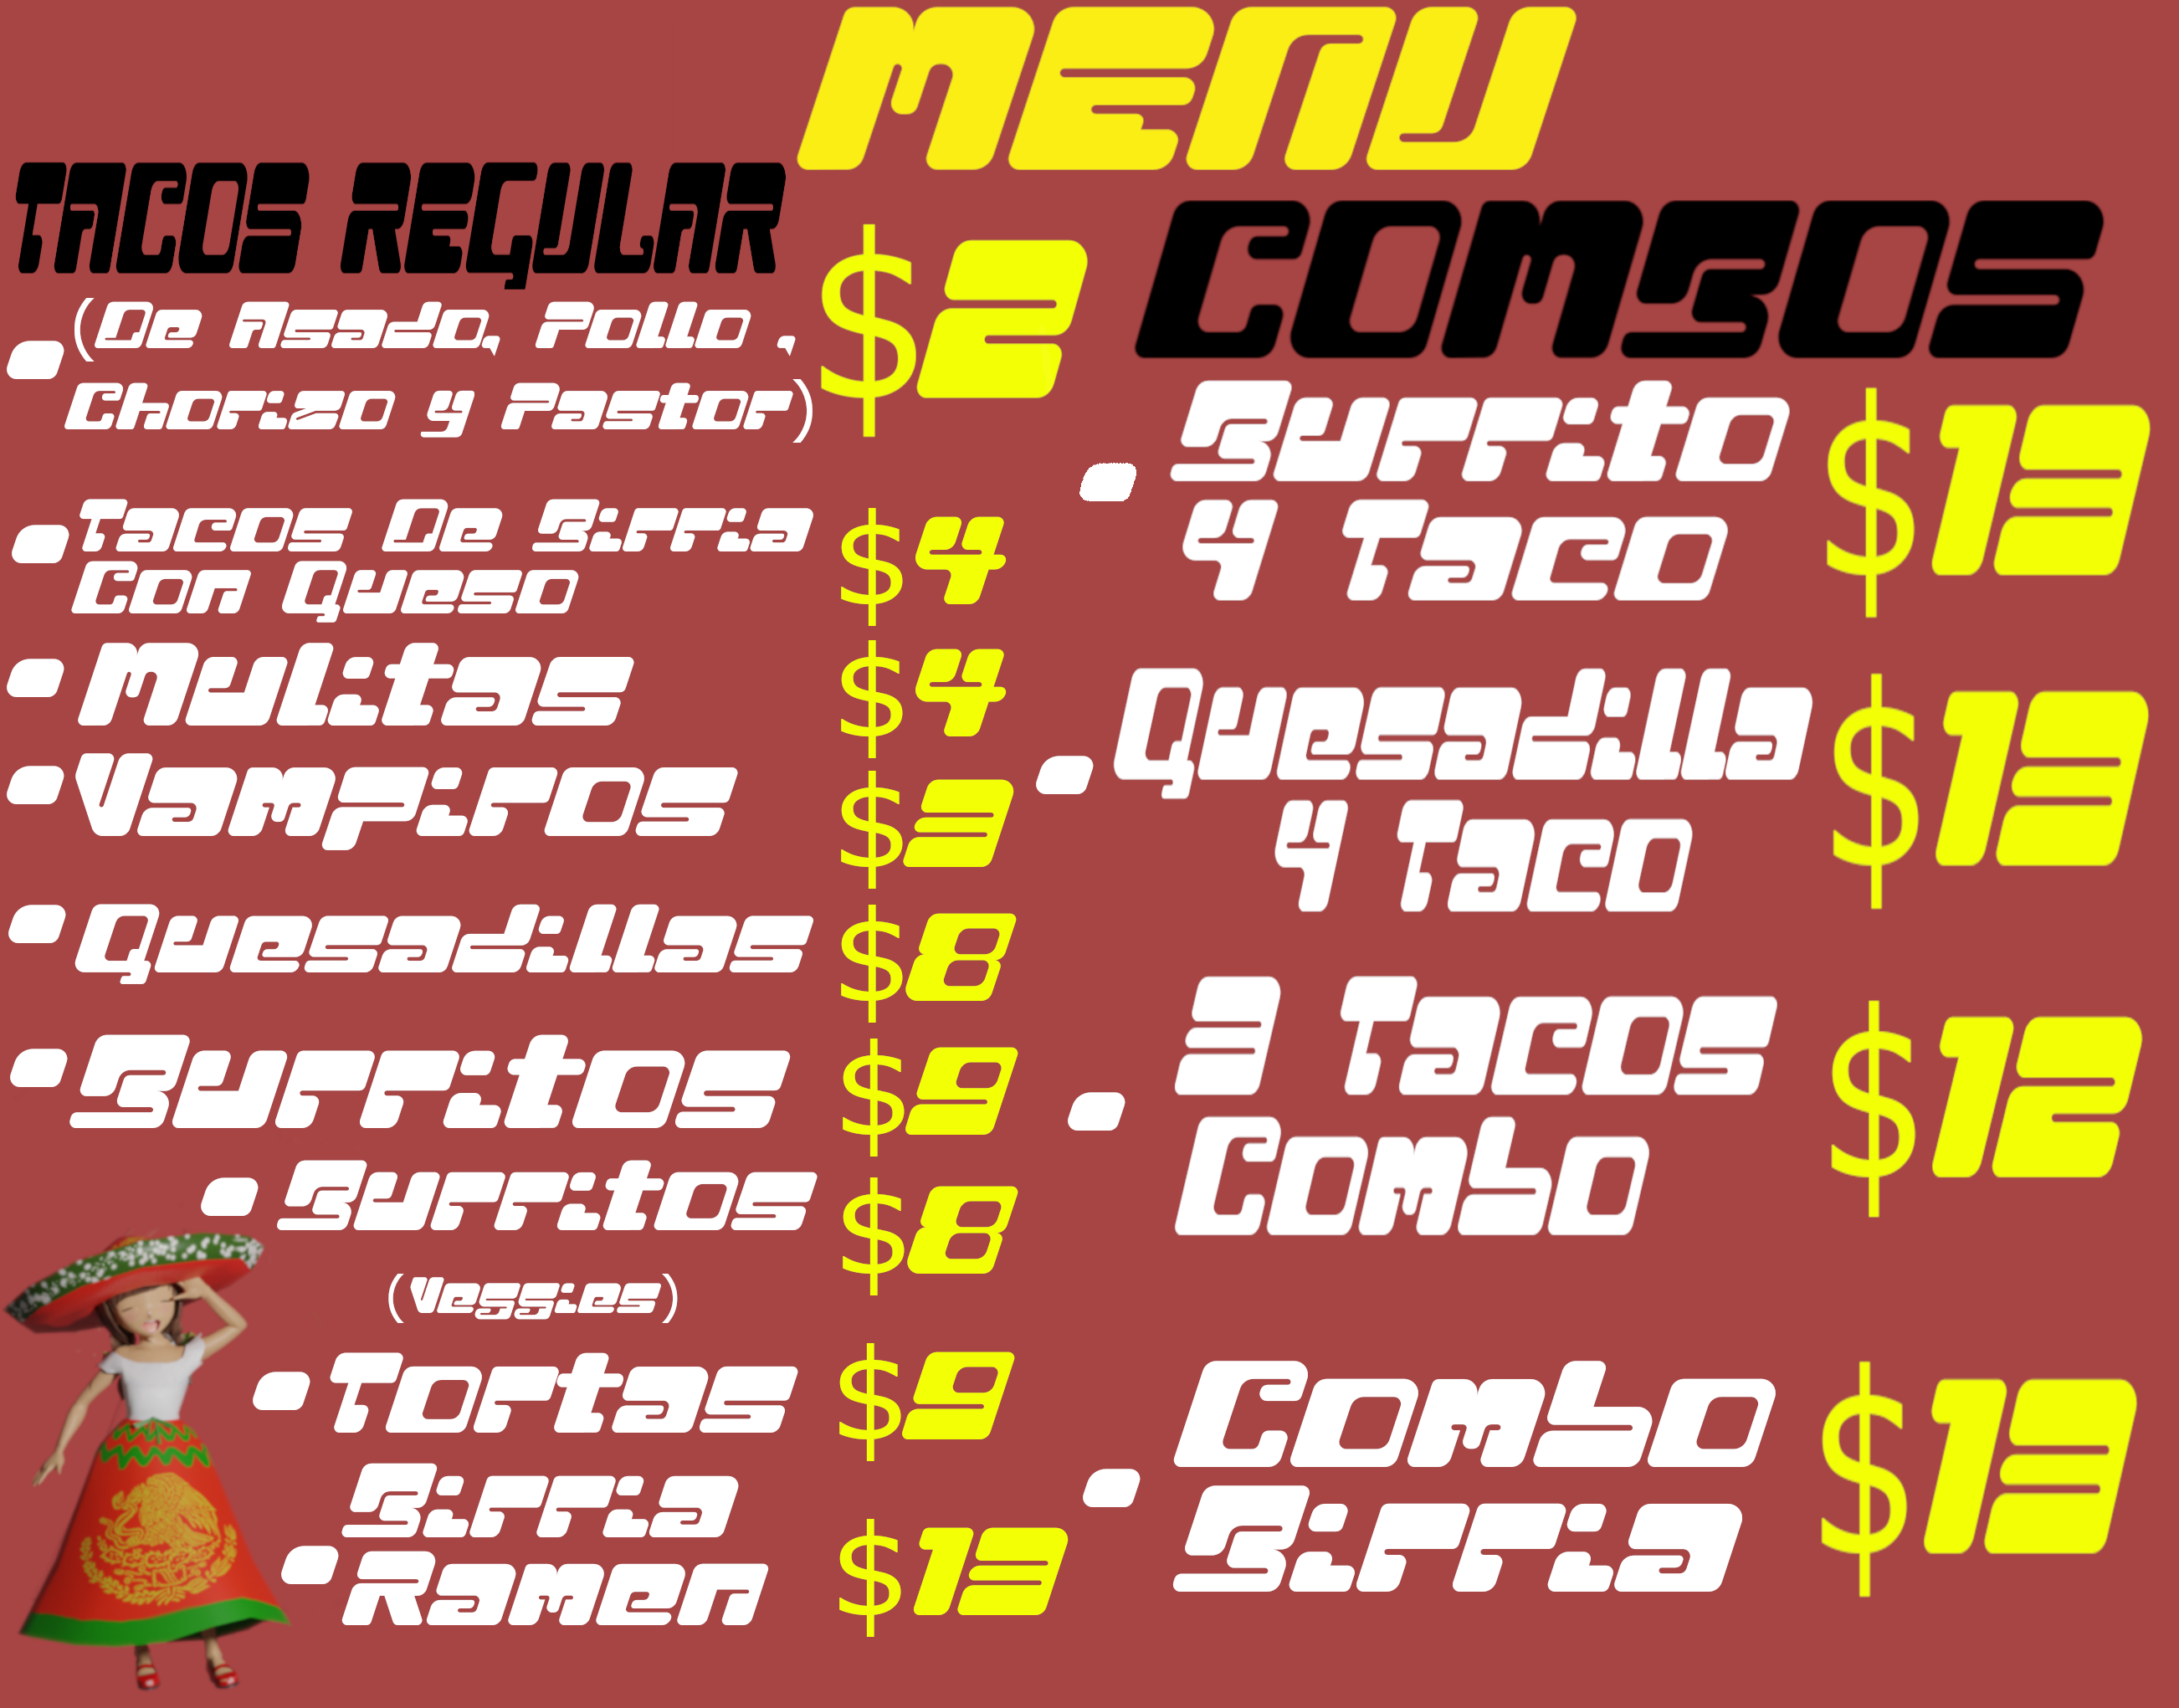 MENU
TACOS REGULAR
(De Asado, Pollo ,
Chorizo y Pastor)
$2
Tacos De Birria
Con Queso
$4
Mulitas $4
Vampiros $3
Quesadillas $8
Burritos $9
Burritos $8
(Veggies)
Tortas $9
Birria
Ramen
$13
COMBOS
Burrito
Y Taco
$13
Quesadilla
Y Taco
$13
3 Tacos
Combo
$12
Combo
Birria
$13